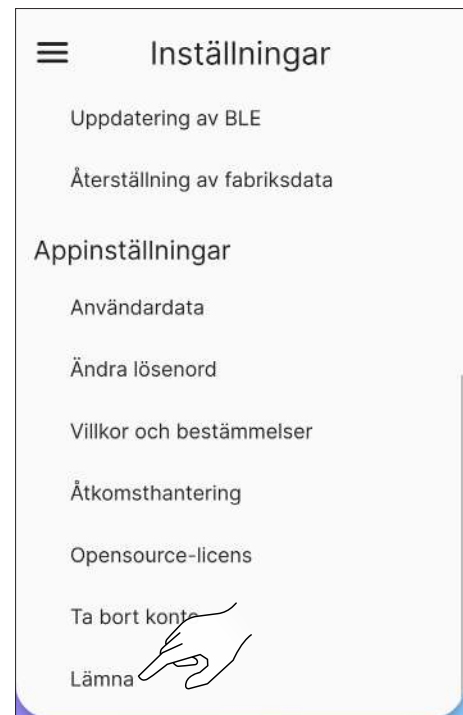 Inställningar
Uppdatering av BLE
Återställning av fabriksdata
Appinställningar
Användardata
Ändra lösenord
Villkor och bestämmelser
Åtkomsthantering
Opensource-licens
Ta bort konto
Lämna